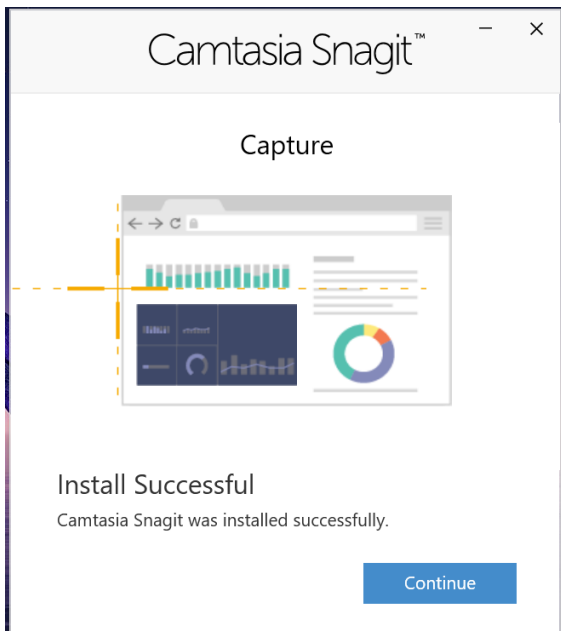 Camtasia Snagit™
Capture
Install Successful
Camtasia Snagit was installed successfully.
Continue